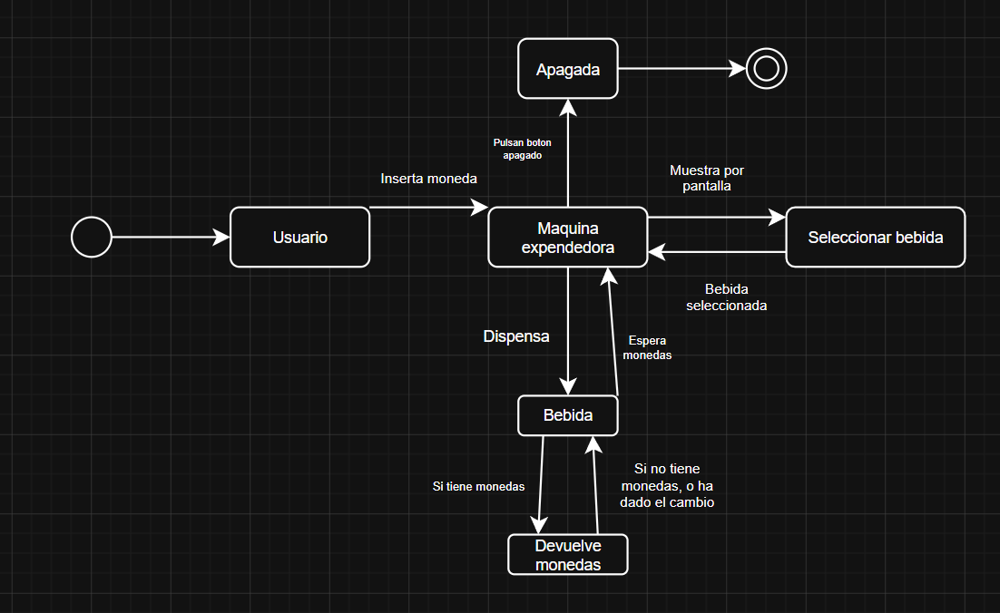 Apagada
Pulsan boton
apagado
Inserta moneda
Muestra por
pantalla
Usuario
Maquina
expendedora
Seleccionar bebida
Bebida
seleccionada
Dispensa
Espera
monedas
Bebida
Si tiene monedas
Si no tiene
monedas, o ha
dado el cambio
Devuelve
monedas